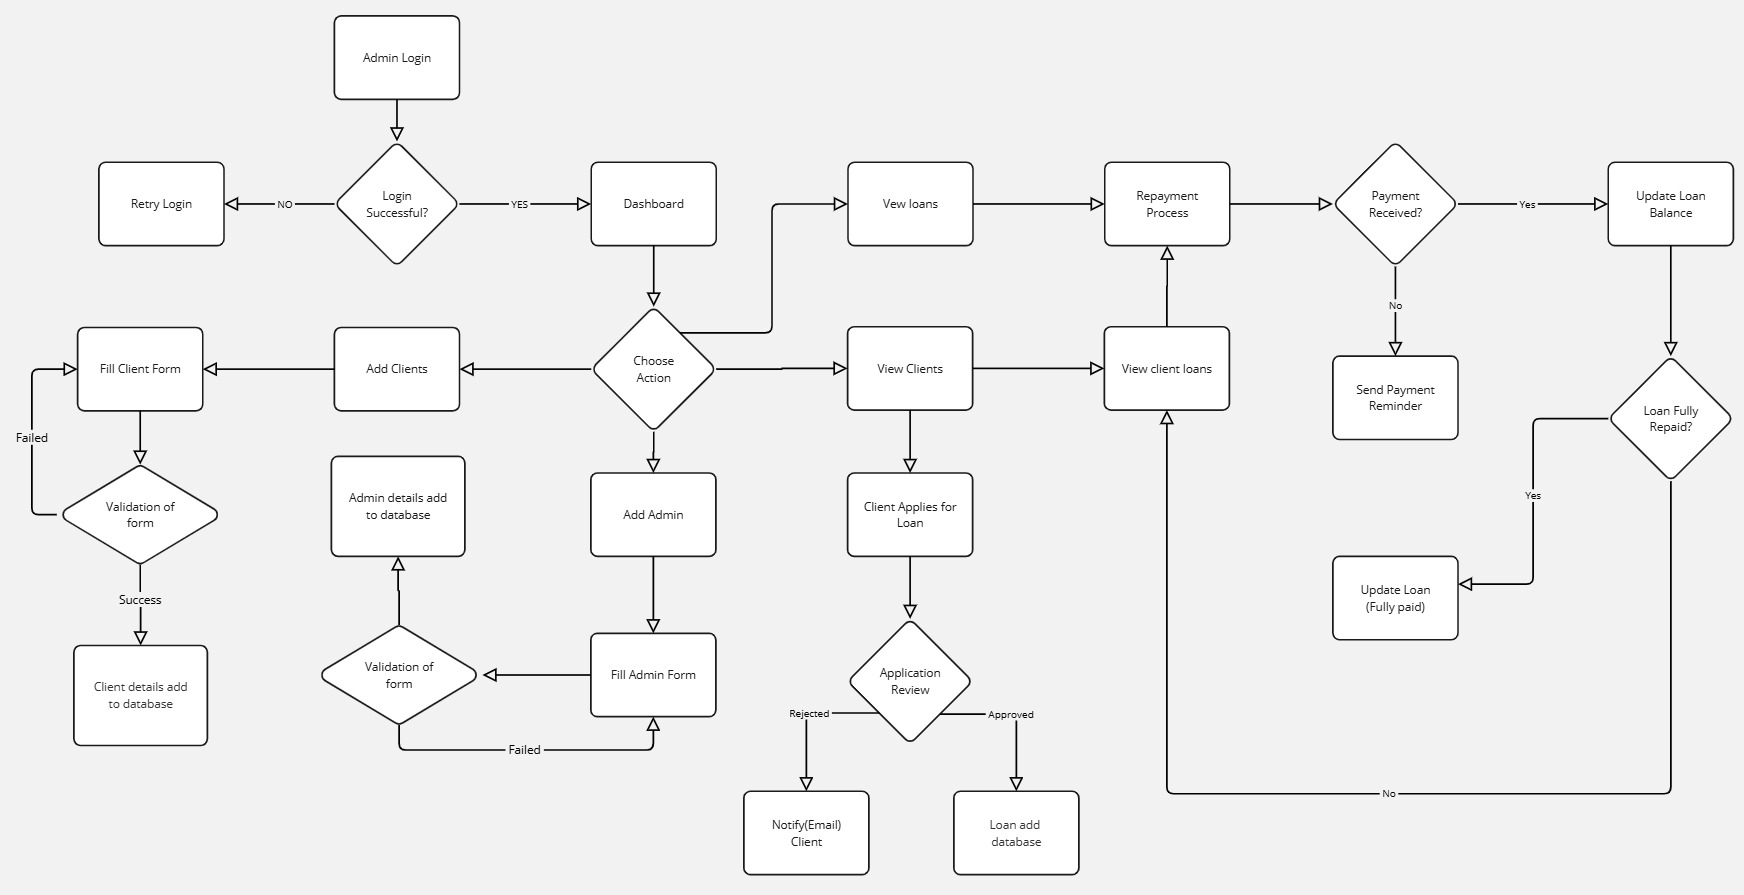 Admin Login
Retry Login
NO
Login
Successful?
YES
Dashboard
Vew loans
Repayment
Process
Payment
Received?
Yes
Update Loan
Balance
No
Fill Client Form
Add Clients
Choose
Action
View Clients
View client loans
Send Payment
Reminder
Loan Fully
Repaid?
Failed
Validation of
form
Admin details add
to database
Add Admin
Client Applies for
Loan
Yes
Success
Update Loan
(Fully paid)
Client details add
to database
Validation of
form
Fill Admin Form
Application
Review
Rejected
Approved
Failed
No
Notify(Email)
Client
Loan add
database